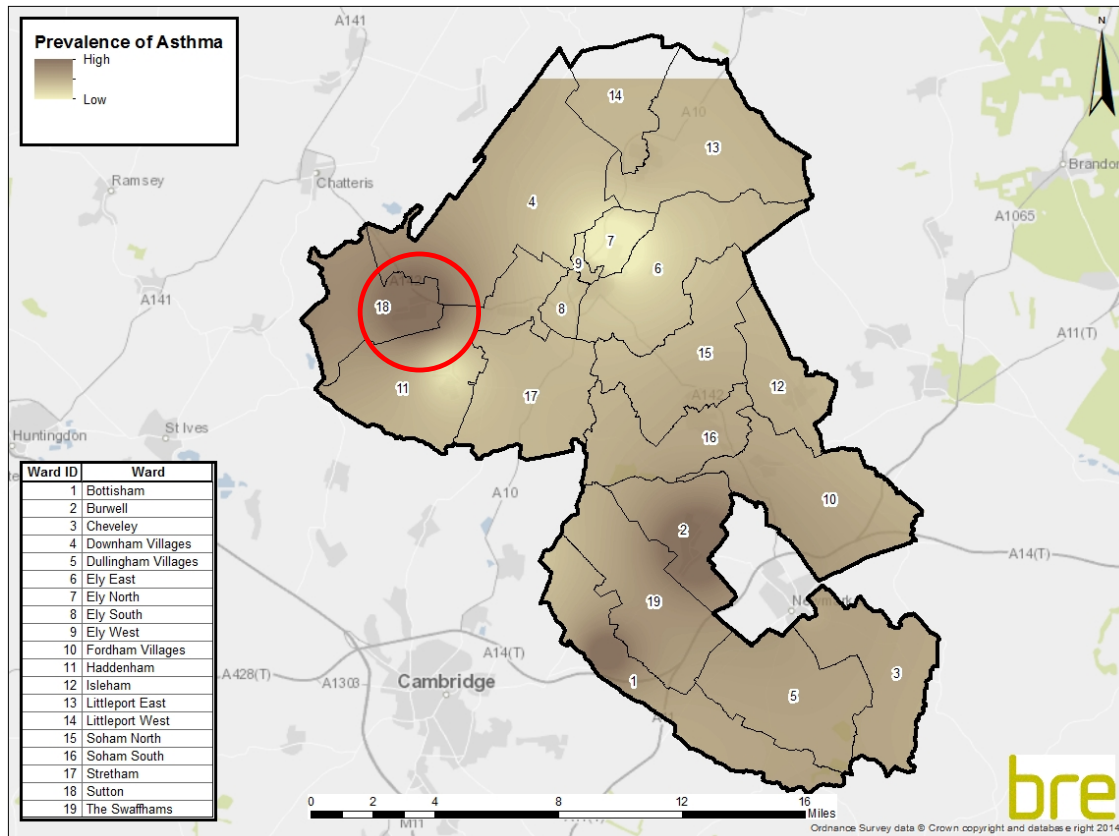 Prevalence of Asthma
High
Low
A141
N
14
A10
13
Brandon
Ramsey
Chatteris
4
A1065
7
9
6
A141
18
8
A11(T)
15
11
17
12
A142
Huntingdon
St Ives
16
A10
10
2
A14(T)
19
A14(T)
A428(T)
A1303
Cambridge
1
5
3
A11
M11
Ward ID Ward
1 Bottisham
2 Burwell
3 Cheveley
4 Downham Villages
5 Dullingham Villages
6 Ely East
7 Ely North
8 Ely South
9 Ely West
10 Fordham Villages
11 Haddenham
12 Isleham
13 Littleport East
14 Littleport West
15 Soham North
16 Soham South
17 Stretham
18 Sutton
19 The Swaffhams
0 2 4 8 12 16
Miles
bre
Ordnance Survey data © Crown copyright and database right 2014